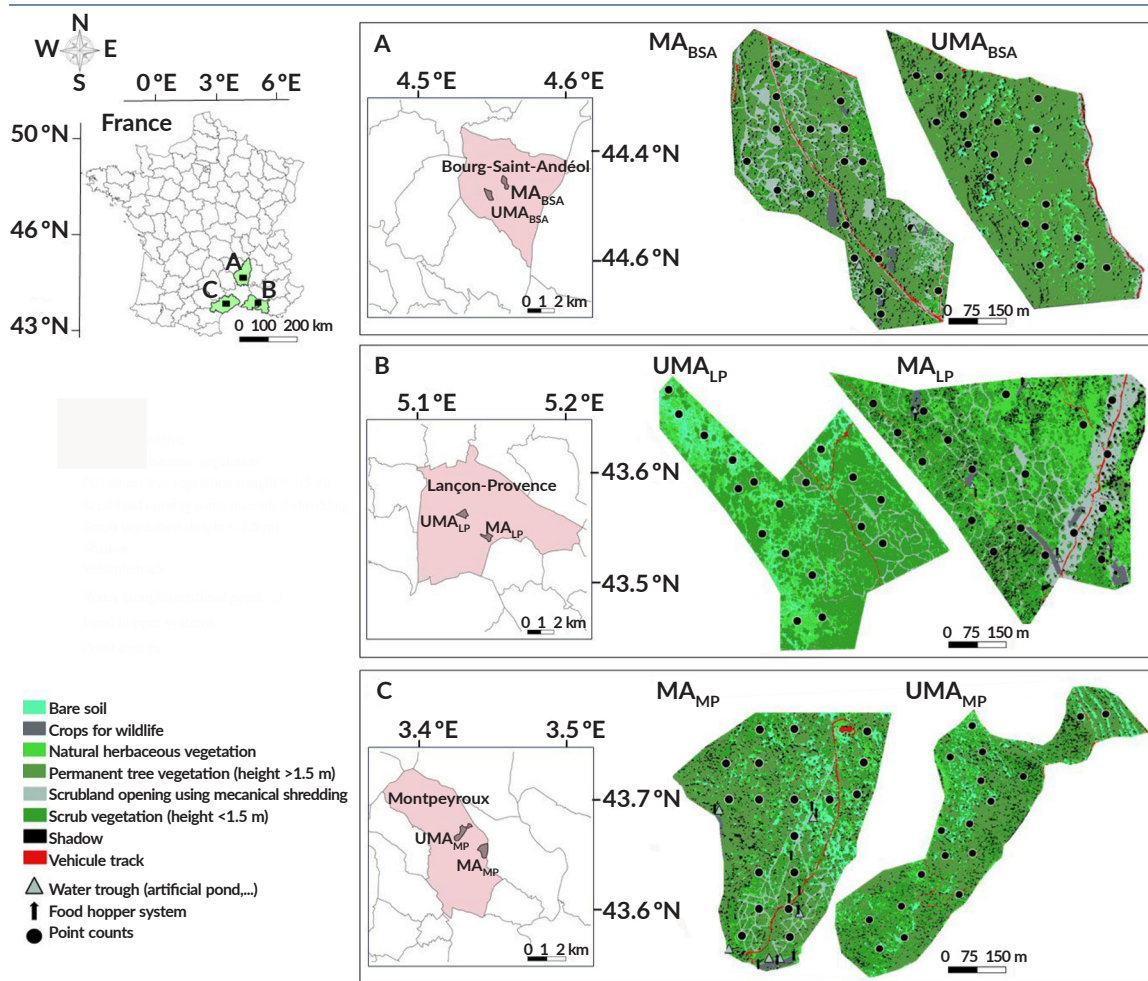 N
W E
S
0°E 3°E 6°E
50°N
46°N
43°N
France
A
C B
0 100 200 km
A
4.5°E 4.6°E
44.4°N
44.6°N
Bourg-Saint-Andéol
MA BSA
UMA BSA
0 1 2 km
MA BSA
UMA BSA
0 75 150 m
B
5.1°E 5.2°E
43.6°N
43.5°N
Lançon-Provence
UMA LP
MA LP
0 1 2 km
UMA LP
MA LP
0 75 150 m
C
3.4°E 3.5°E
43.7°N
43.6°N
Montpeyroux
UMA MP
MA MP
0 1 2 km
MA MP
UMA MP
0 75 150 m
Bare soil
Crops for wildlife
Natural herbaceous vegetation
Permanent tree vegetation (height >1.5 m)
Scrubland opening using mecanical shredding
Scrub vegetation (height <1.5 m)
Shadow
Vehicule track
Water trough (artificial pond,...)
Food hopper system
Point counts